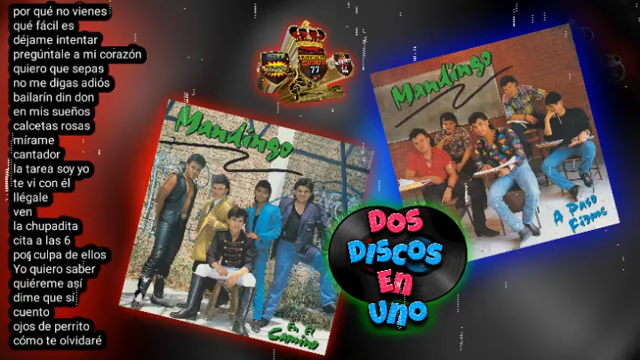 por qué no vienes
qué fácil es
déjame intentar
pregúntale a mi corazón
quiero que sepas
no me digas adiós
bailarín din don
en mis sueños
calcetas rosas
mírame
cantador
la tarea soy yo
te vi con él
llégale
ven
la chupadita
cita a las 6
por culpa de ellos
Yo quiero saber
quiéreme así
dime que sí
cuento
ojos de perrito
cómo te olvidaré
77
Mandingo
En El
Camino
Mandingo
A Paso
Firme
DOS
DISCOS
En
UNO